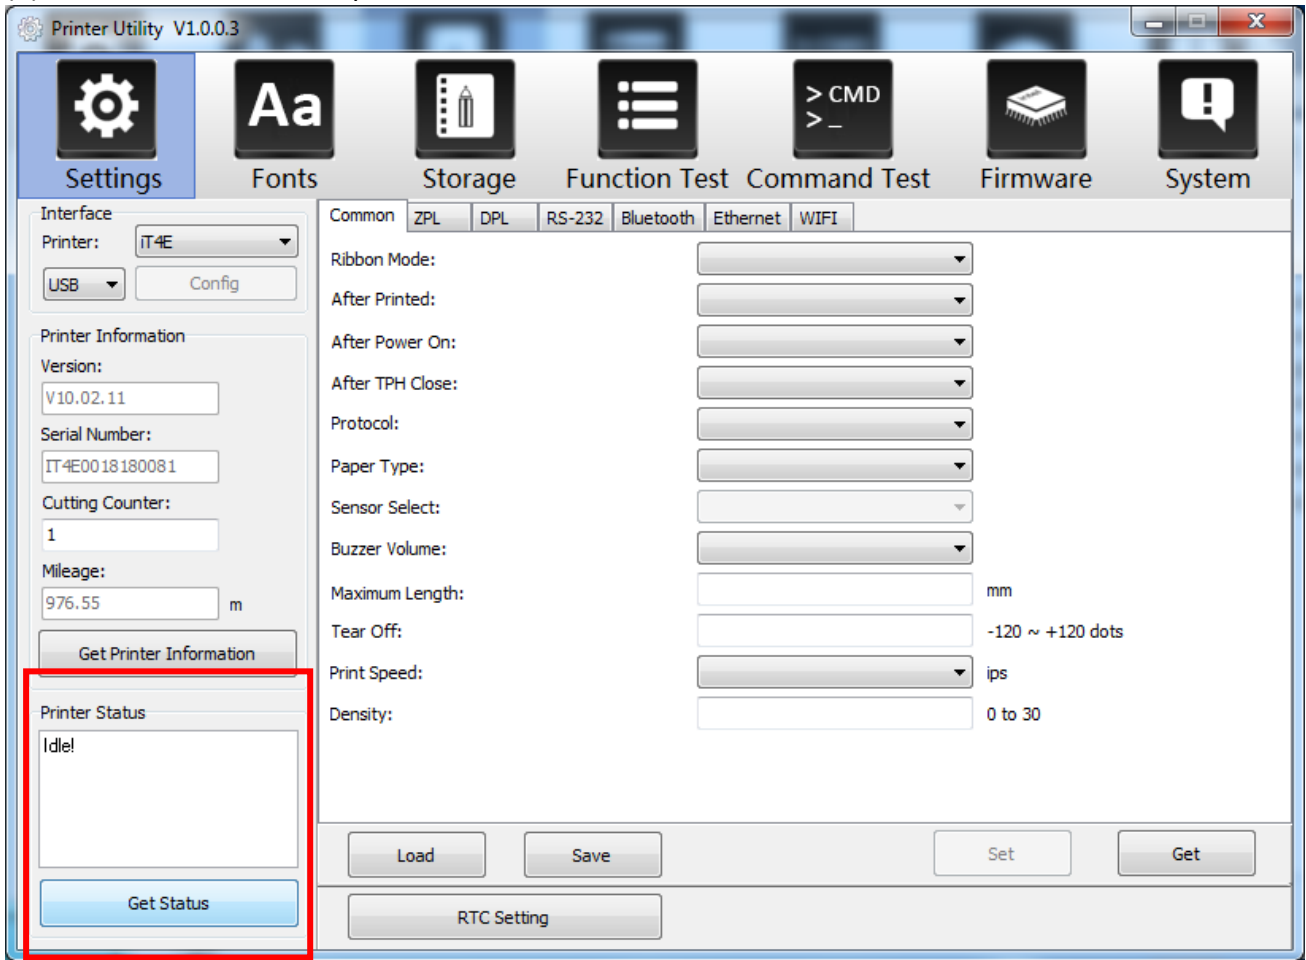 Printer Utility V1.0.0.3
Aa
> CMD
>_
Settings Fonts Storage Function Test Command Test Firmware System
Interface
Printer: iT4E
USB Config
Printer Information
Version:
V10.02.11
Serial Number:
IT4E0018180081
Cutting Counter:
1
Mileage:
976.55 m
Get Printer Information
Printer Status
Idle!
Get Status
Common ZPL DPL RS-232 Bluetooth Ethernet WIFI
Ribbon Mode:
After Printed:
After Power On:
After TPH Close:
Protocol:
Paper Type:
Sensor Select:
Buzzer Volume:
Maximum Length: mm
Tear Off: -120 ~ +120 dots
Print Speed: ips
Density: 0 to 30
Load Save Set Get
RTC Setting